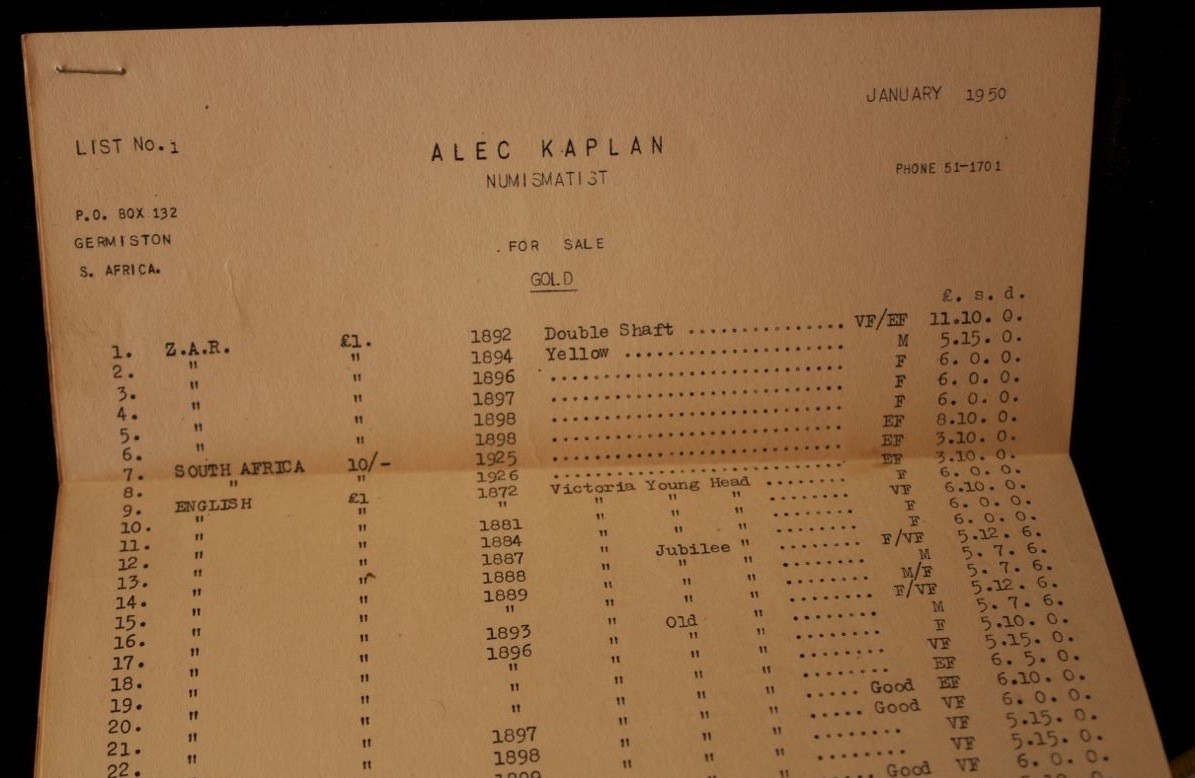 JANUARY 1950
LIST No.1
ALEC KAPLAN
NUMISMATIST
PHONE 51-1701
P.O. BOX 132
GERMISTON
S. AFRICA.
FOR SALE
GOLD
£. s. d.
1. Z.A.R. £1. 1892 Double Shaft ............... VF/EF 11.10. 0.
2. " " 1894 Yellow .................... M 5.15. 0.
3. " " 1896 .......................... F 6. 0. 0.
4. " " 1897 .......................... F 6. 0. 0.
5. " " 1898 .......................... F 6. 0. 0.
6. " " 1898 .......................... EF 8.10. 0.
7. SOUTH AFRICA 10/- 1925 .......................... EF 3.10. 0.
8. " " 1926 .......................... EF 3.10. 0.
9. ENGLISH £1 1872 Victoria Young Head ........ F 6. 0. 0.
10. " " " " " " ........ VF 6.10. 0.
11. " " 1881 " " " ........ F 6. 0. 0.
12. " " 1884 " " " ........ F 6. 0. 0.
13. " " 1887 " Jubilee " ........ F/VF 5.12. 6.
14. " " 1888 " " " ........ M 5. 7. 6.
15. " " 1889 " " " ........ M/F 5. 7. 6.
16. " " " " " " ........ F/VF 5.12. 6.
17. " " 1893 " Old " ........ M 5. 7. 6.
18. " " 1896 " " " ........ F 5.10. 0.
19. " " " " " " ........ VF 5.15. 0.
20. " " " " " " ........ EF 6. 5. 0.
21. " " " " " " ..... Good EF 6.10. 0.
22. " " 1897 " " " ..... Good VF 6. 0. 0.
1898 " " " ........ VF 5.15. 0.
VF 5.15. 0.
Good VF 6. 0. 0.